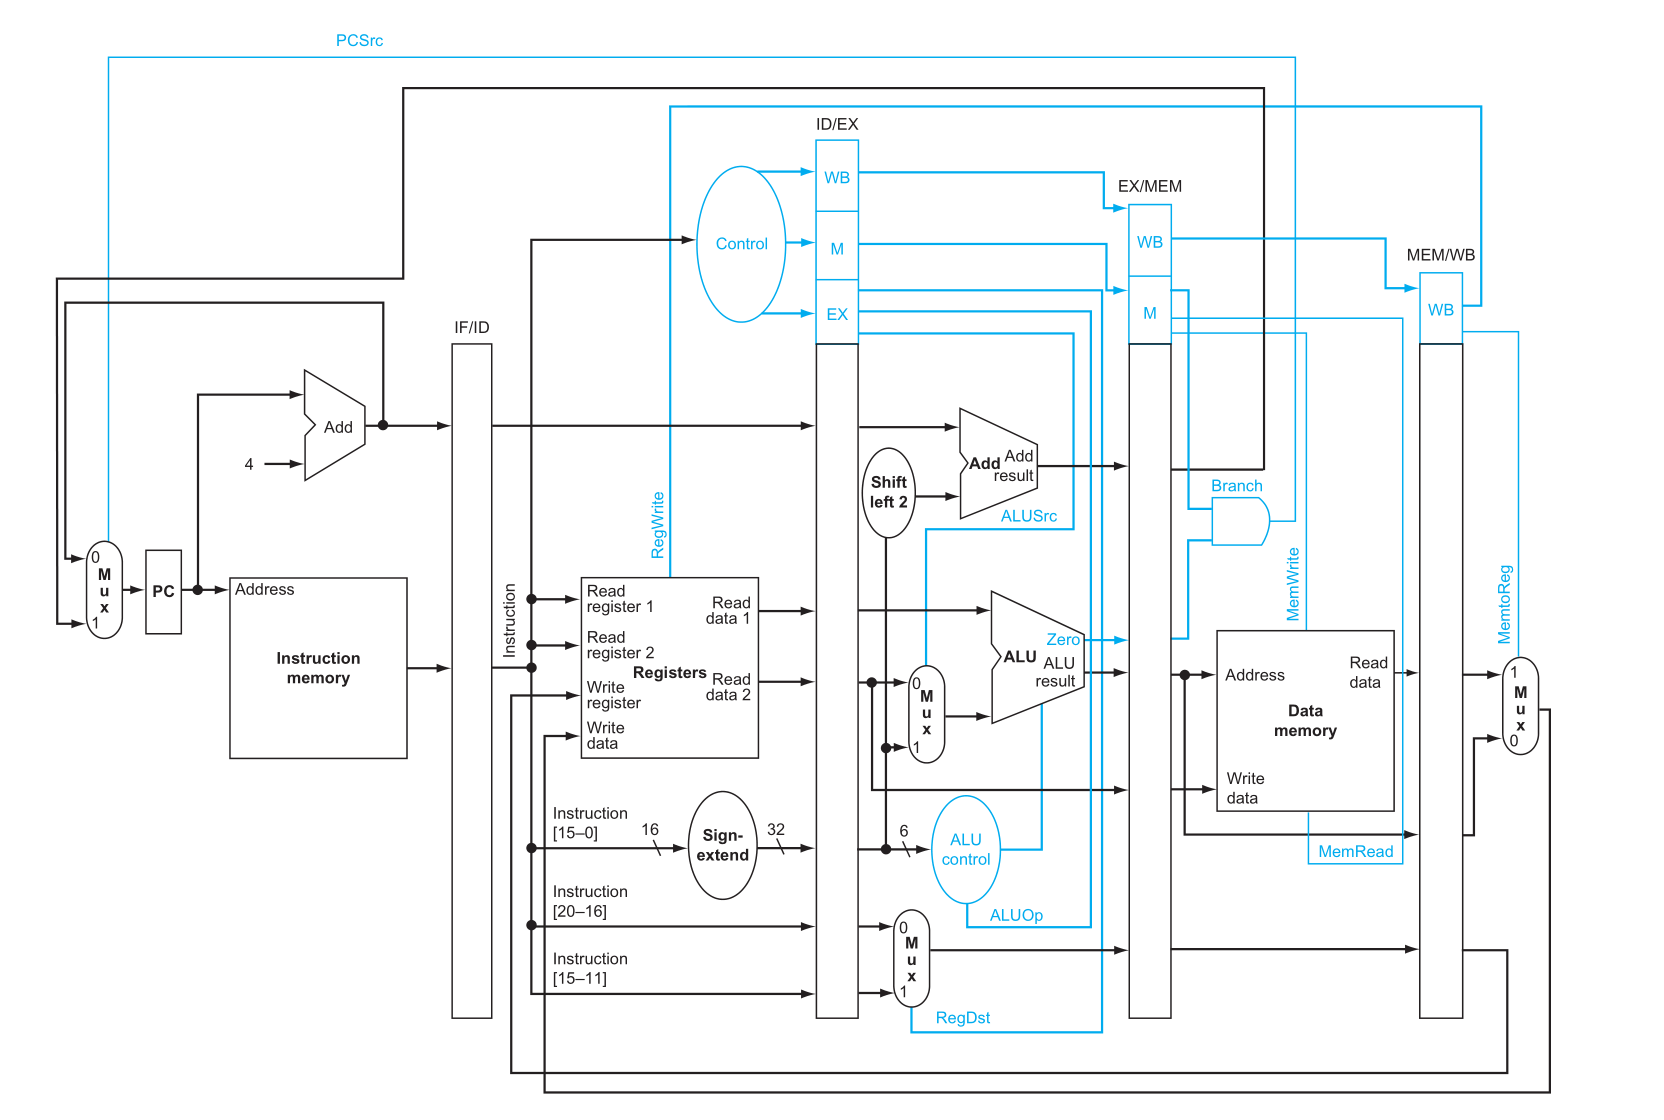 PCSrc
ID/EX
WB
EX/MEM
Control
M
WB
MEM/WB
EX
M
WB
IF/ID
Add
4
Add
Add
result
Shift
left 2
ALUSrc
Branch
RegWrite
MemWrite
MemtoReg
0
M
u
x
1
PC
Address
Instruction
memory
Instruction
Read
register 1
Read
register 2
Write
register
Write
data
Registers
Read
data 1
Read
data 2
0
M
u
x
1
Zero
ALU
ALU
result
Address
Read
data
Data
memory
Write
data
1
M
u
x
0
Instruction
[15–0]
16
Sign-
extend
32
6
ALU
control
MemRead
Instruction
[20–16]
ALUOp
0
M
u
x
1
Instruction
[15–11]
RegDst